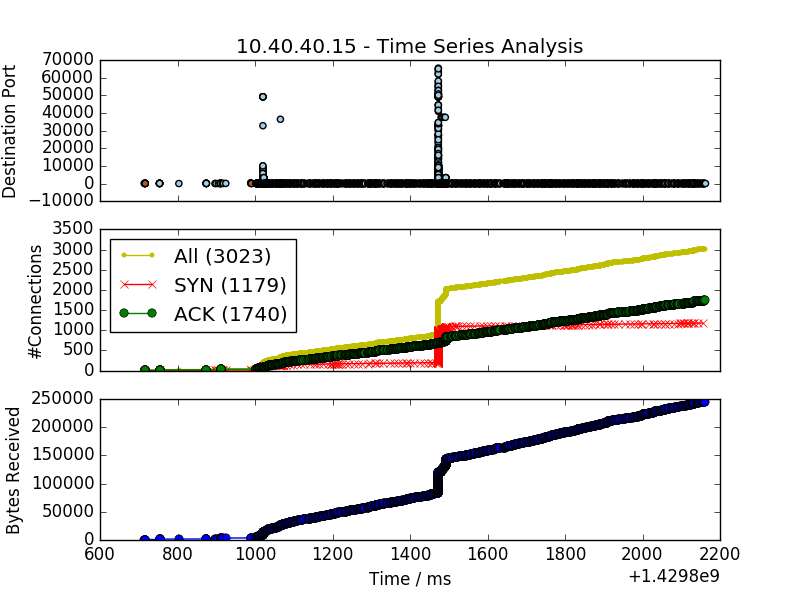 10.40.40.15 - Time Series Analysis
70000
60000
50000
40000
30000
20000
10000
0
−10000
Destination Port
3500
3000
2500
2000
1500
1000
500
0
#Connections
All (3023)
SYN (1179)
ACK (1740)
250000
200000
150000
100000
50000
0
Bytes Received
600 800 1000 1200 1400 1600 1800 2000 2200
Time / ms
+1.4298e9